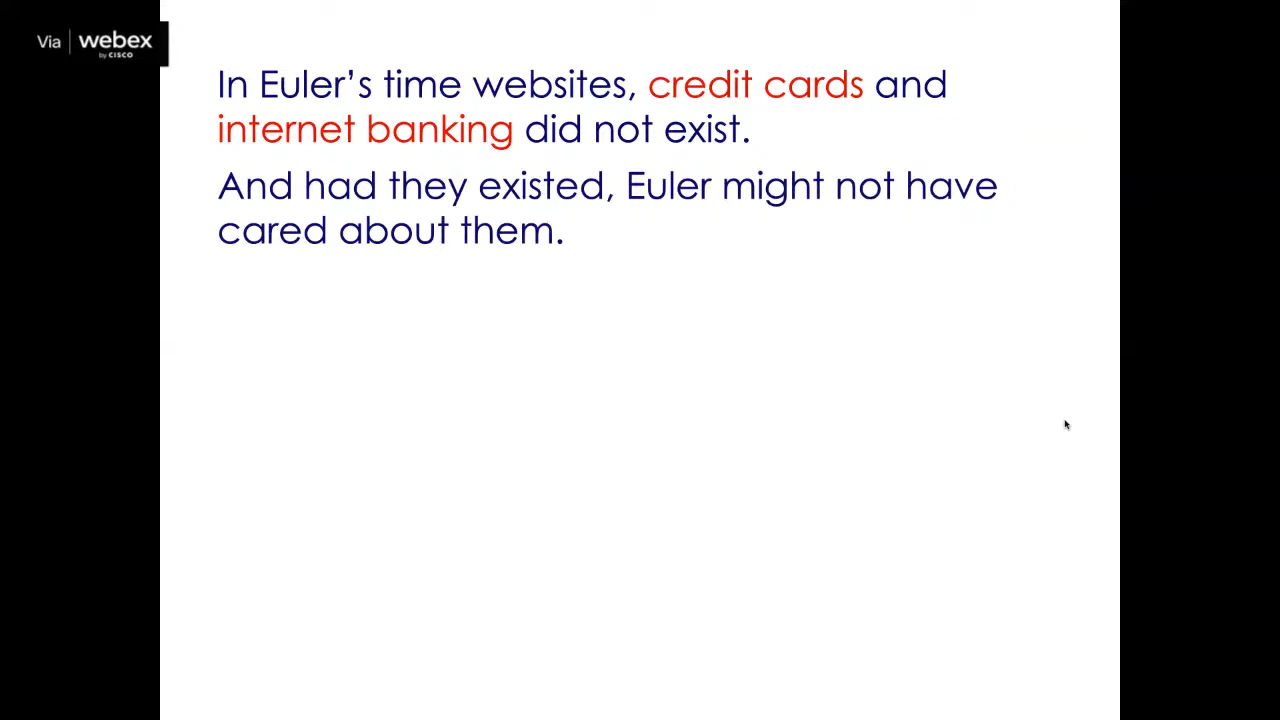 Via | webex
by CISCO
In Euler's time websites, credit cards and
internet banking did not exist.
And had they existed, Euler might not have
cared about them.